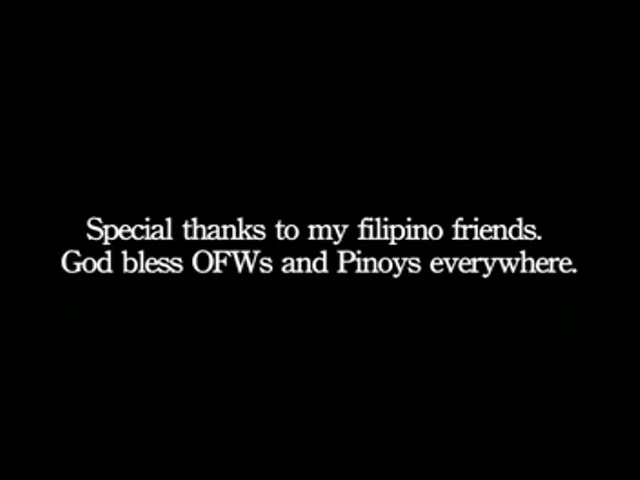 Special thanks to my filipino friends.
God bless OFWs and Pinoys everywhere.